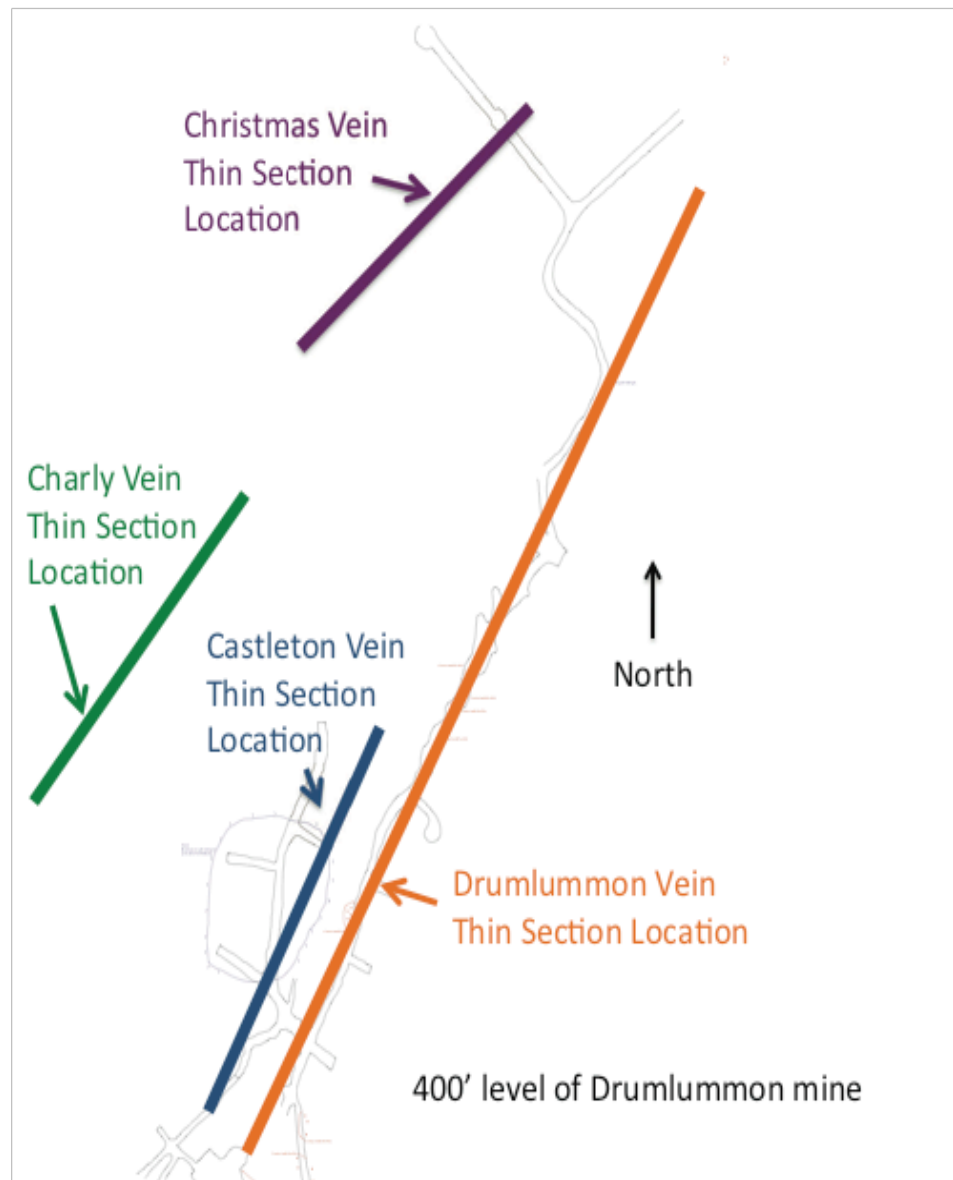 Christmas Vein
Thin Section
Location
Charly Vein
Thin Section
Location
Castleton Vein
Thin Section
Location
North
Drumlummon Vein
Thin Section Location
400’ level of Drumlummon mine